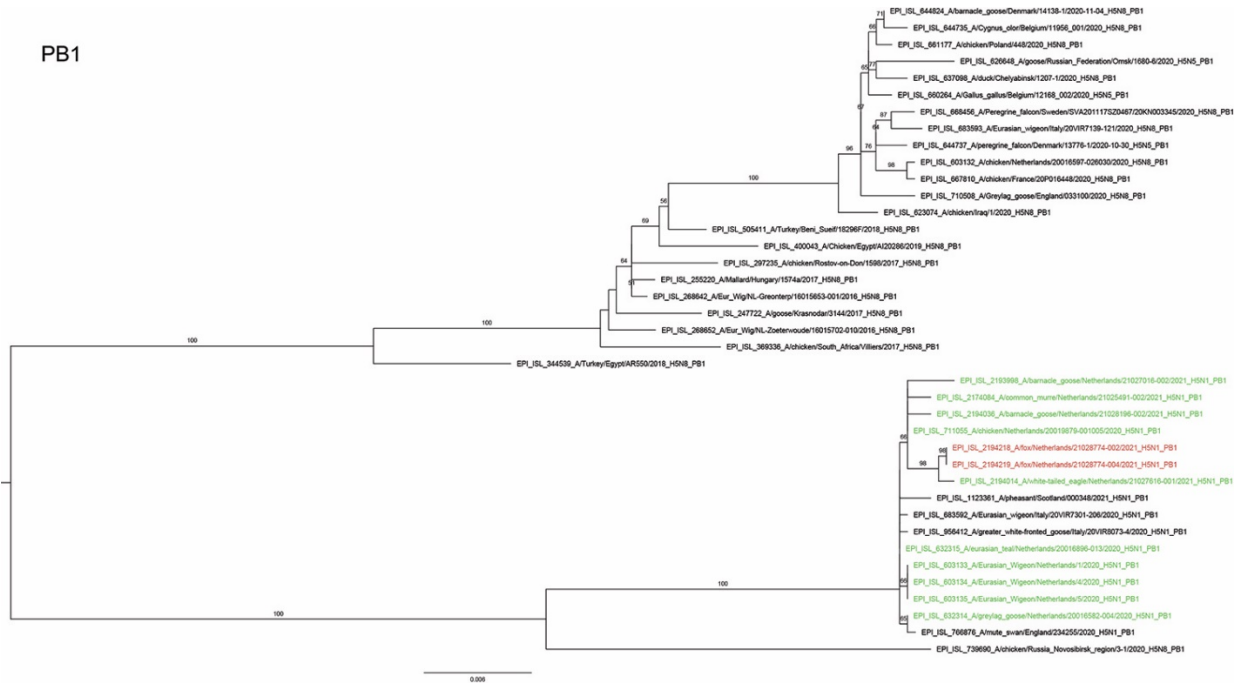 PB1
71
EPI_ISL_644824_A/barnacle_goose/Denmark/14138-1/2020-11-04_H5N8_PB1
EPI_ISL_644735_A/Cygnus_olor/Belgium/11956_001/2020_H5N8_PB1
66
EPI_ISL_661177_A/chicken/Poland/448/2020_H5N8_PB1
EPI_ISL_626648_A/goose/Russian_Federation/Omsk/1680-6/2020_H5N5_PB1
65
77
EPI_ISL_637098_A/duck/Chelyabinsk/1207-1/2020_H5N8_PB1
EPI_ISL_660264_A/Gallus_gallus/Belgium/12168_002/2020_H5N5_PB1
67
EPI_ISL_668456_A/Peregrine_falcon/Sweden/SVA201117SZ0467/20KN003345/2020_H5N8_PB1
87
64
EPI_ISL_683593_A/Eurasian_wigeon/Italy/20VIR7139-121/2020_H5N8_PB1
96
76
EPI_ISL_644737_A/peregrine_falcon/Denmark/13776-1/2020-10-30_H5N5_PB1
EPI_ISL_603132_A/chicken/Netherlands/20016597-026030/2020_H5N8_PB1
98
EPI_ISL_667810_A/chicken/France/20P016448/2020_H5N8_PB1
100
EPI_ISL_710508_A/Greylag_goose/England/033100/2020_H5N8_PB1
56
EPI_ISL_623074_A/chicken/Iraq/1/2020_H5N8_PB1
69
EPI_ISL_505411_A/Turkey/Beni_Sueif/18296F/2018_H5N8_PB1
EPI_ISL_400043_A/Chicken/Egypt/AI20286/2019_H5N8_PB1
64
EPI_ISL_297235_A/chicken/Rostov-on-Don/1598/2017_H5N8_PB1
EPI_ISL_255220_A/Mallard/Hungary/1574a/2017_H5N8_PB1
51
EPI_ISL_268642_A/Eur_Wig/NL-Greonterp/16015653-001/2016_H5N8_PB1
EPI_ISL_247722_A/goose/Krasnodar/3144/2017_H5N8_PB1
100
EPI_ISL_268652_A/Eur_Wig/NL-Zoeterwoude/16015702-010/2016_H5N8_PB1
100
EPI_ISL_369336_A/chicken/South_Africa/Villiers/2017_H5N8_PB1
EPI_ISL_344539_A/Turkey/Egypt/AR550/2018_H5N8_PB1
EPI_ISL_2193998_A/barnacle_goose/Netherlands/21027016-002/2021_H5N1_PB1
EPI_ISL_2174084_A/common_murre/Netherlands/21025491-002/2021_H5N1_PB1
EPI_ISL_2194036_A/barnacle_goose/Netherlands/21028196-002/2021_H5N1_PB1
EPI_ISL_711055_A/chicken/Netherlands/20019879-001005/2020_H5N1_PB1
66
98
EPI_ISL_2194218_A/fox/Netherlands/21028774-002/2021_H5N1_PB1
98
EPI_ISL_2194219_A/fox/Netherlands/21028774-004/2021_H5N1_PB1
EPI_ISL_2194014_A/white-tailed_eagle/Netherlands/21027616-001/2021_H5N1_PB1
EPI_ISL_1123361_A/pheasant/Scotland/000348/2021_H5N1_PB1
EPI_ISL_683592_A/Eurasian_wigeon/Italy/20VIR7301-206/2020_H5N1_PB1
EPI_ISL_956412_A/greater_white-fronted_goose/Italy/20VIR8073-4/2020_H5N1_PB1
EPI_ISL_632315_A/eurasian_teal/Netherlands/20016896-013/2020_H5N1_PB1
EPI_ISL_603133_A/Eurasian_Wigeon/Netherlands/1/2020_H5N1_PB1
100
66
EPI_ISL_603134_A/Eurasian_Wigeon/Netherlands/4/2020_H5N1_PB1
EPI_ISL_603135_A/Eurasian_Wigeon/Netherlands/5/2020_H5N1_PB1
100
EPI_ISL_632314_A/greylag_goose/Netherlands/20016582-004/2020_H5N1_PB1
65
EPI_ISL_766876_A/mute_swan/England/234255/2020_H5N1_PB1
EPI_ISL_739690_A/chicken/Russia_Novosibirsk_region/3-1/2020_H5N8_PB1
0.006